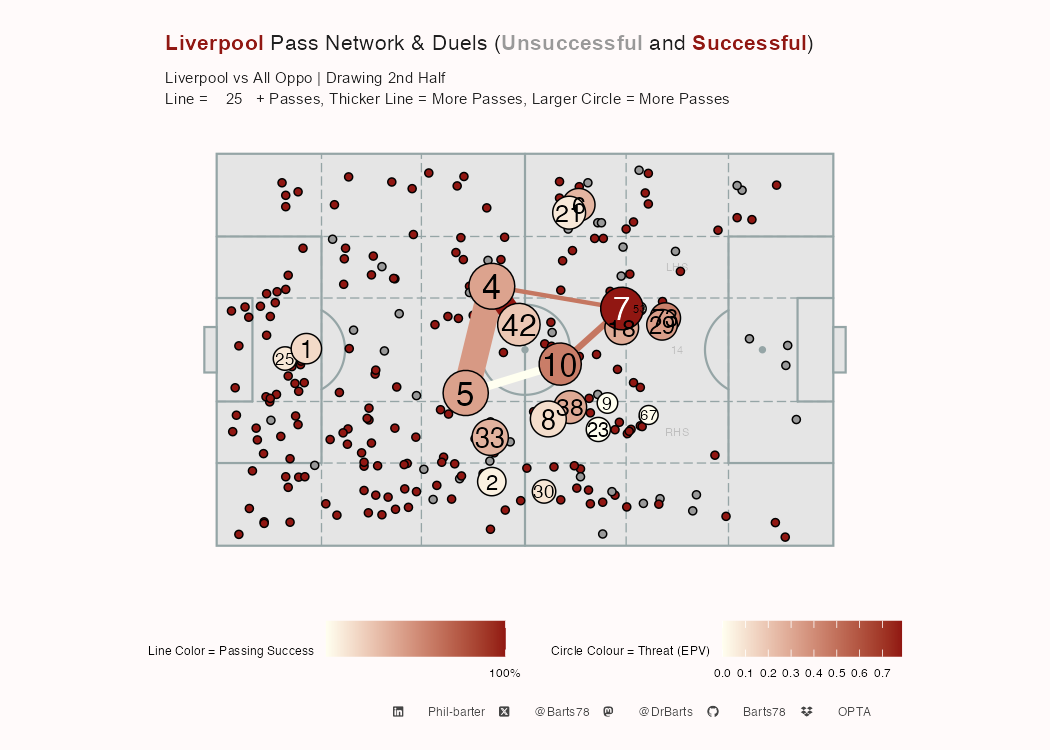 Liverpool Pass Network & Duels (Unsuccessful and Successful)
Liverpool vs All Oppo | Drawing 2nd Half
Line = 25 + Passes, Thicker Line = More Passes, Larger Circle = More Passes
6
21
LHS
4
7
42
18
29
14
1
25
10
5
38
9
8
67
23
RHS
33
2
30
Line Color = Passing Success
100%
Circle Colour = Threat (EPV)
0.0 0.1 0.2 0.3 0.4 0.5 0.6 0.7
Phil-barter @Barts78 @DrBarts Barts78 OPTA